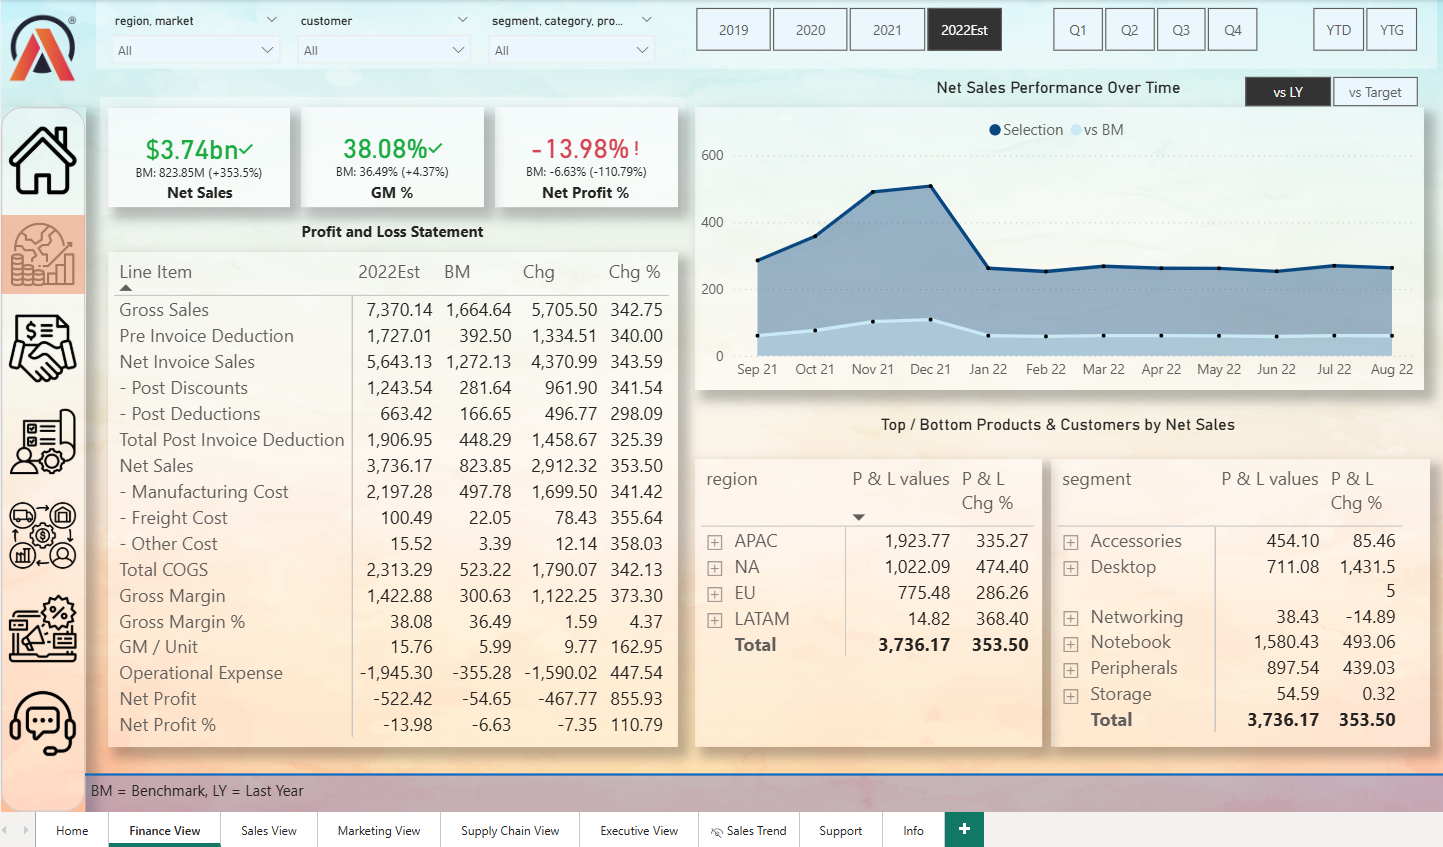 region, market
customer
segment, category, pro...
All
All
All
2019
2020
2021
2022Est
Q1
Q2
Q3
Q4
YTD
YTG
Net Sales Performance Over Time
vs LY
vs Target
$3.74bn
BM: 823.85M (+353.5%)
Net Sales
38.08%
BM: 36.49% (+4.37%)
GM %
-13.98% !
BM: -6.63% (-110.79%)
Net Profit %
Selection
vs BM
600
400
200
0
Sep 21 Oct 21 Nov 21 Dec 21 Jan 22 Feb 22 Mar 22 Apr 22 May 22 Jun 22 Jul 22 Aug 22
Profit and Loss Statement
Line Item 2022Est BM Chg Chg %
Gross Sales 7,370.14 1,664.64 5,705.50 342.75
Pre Invoice Deduction 1,727.01 392.50 1,334.51 340.00
Net Invoice Sales 5,643.13 1,272.13 4,370.99 343.59
- Post Discounts 1,243.54 281.64 961.90 341.54
- Post Deductions 663.42 166.65 496.77 298.09
Total Post Invoice Deduction 1,906.95 448.29 1,458.67 325.39
Net Sales 3,736.17 823.85 2,912.32 353.50
- Manufacturing Cost 2,197.28 497.78 1,699.50 341.42
- Freight Cost 100.49 22.05 78.43 355.64
- Other Cost 15.52 3.39 12.14 358.03
Total COGS 2,313.29 523.22 1,790.07 342.13
Gross Margin 1,422.88 300.63 1,122.25 373.30
Gross Margin % 38.08 36.49 1.59 4.37
GM / Unit 15.76 5.99 9.77 162.95
Operational Expense -1,945.30 -355.28 -1,590.02 447.54
Net Profit -522.42 -54.65 -467.77 855.93
Net Profit % -13.98 -6.63 -7.35 110.79
Top / Bottom Products & Customers by Net Sales
region P & L values P & L
Chg %
APAC 1,923.77 335.27
NA 1,022.09 474.40
EU 775.48 286.26
LATAM 14.82 368.40
Total 3,736.17 353.50
segment P & L values P & L
Chg %
Accessories 454.10 85.46
Desktop 711.08 1,431.5
5
Networking 38.43 -14.89
Notebook 1,580.43 493.06
Peripherals 897.54 439.03
Storage 54.59 0.32
Total 3,736.17 353.50
BM = Benchmark, LY = Last Year
Home
Finance View
Sales View
Marketing View
Supply Chain View
Executive View
Sales Trend
Support
Info
+